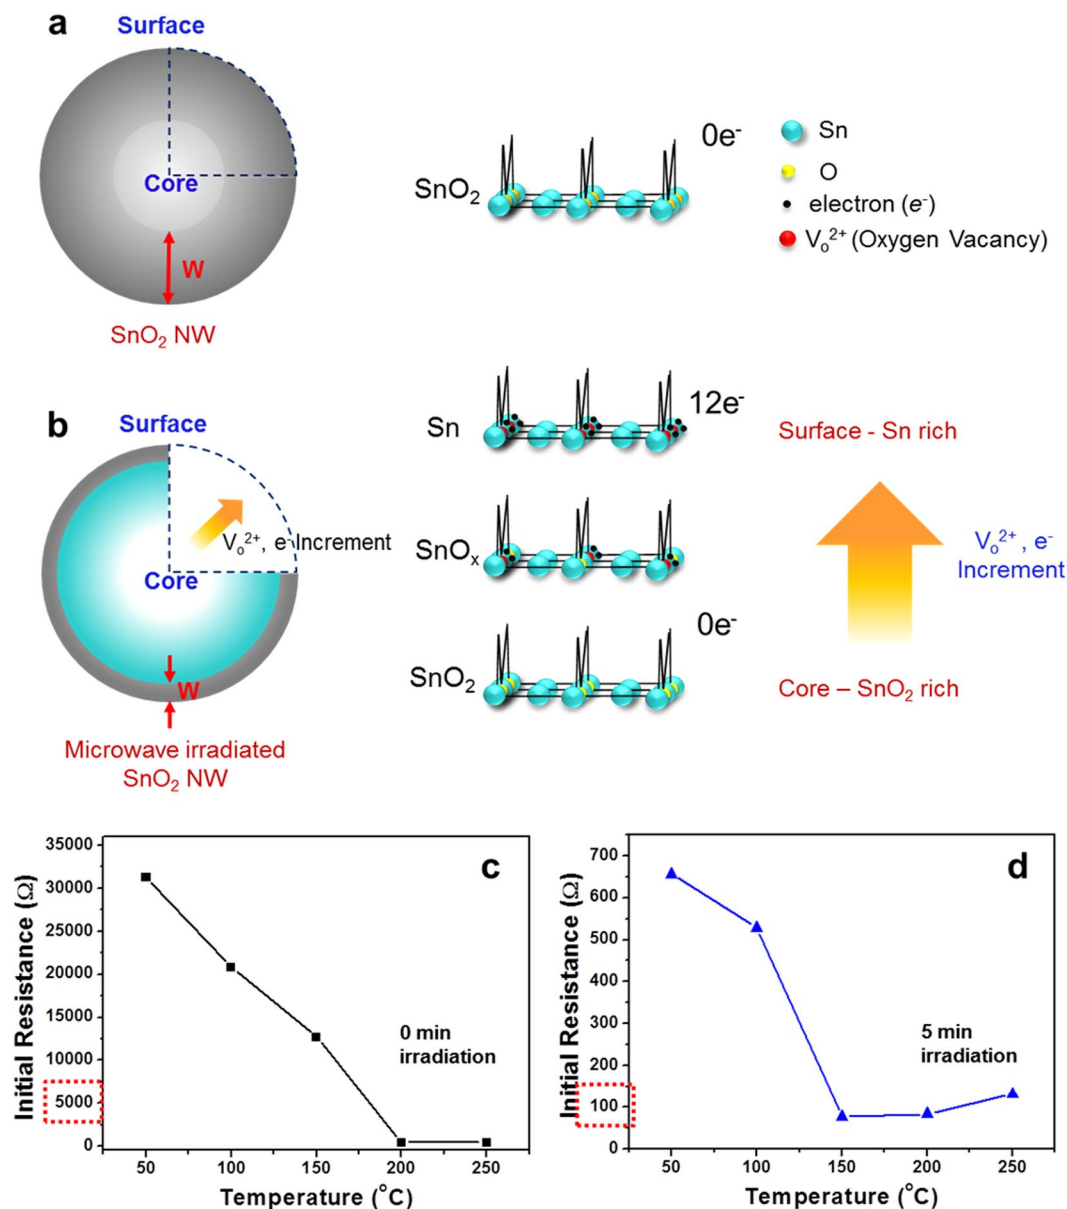 a
Surface
Core
W
SnO₂ NW
SnO₂
0e⁻
Sn
O
electron (e⁻)
Vₒ²⁺ (Oxygen Vacancy)
b
Surface
Vₒ²⁺, e⁻ Increment
Core
W
Microwave irradiated
SnO₂ NW
Sn
12e⁻
SnOₓ
SnO₂
0e⁻
Surface - Sn rich
Vₒ²⁺ , e⁻
Increment
Core – SnO₂ rich
c
Initial Resistance (Ω)
35000
30000
25000
20000
15000
10000
5000
0
0 min
irradiation
50 100 150 200 250
Temperature (°C)
d
Initial Resistance (Ω)
700
600
500
400
300
200
100
0
5 min
irradiation
50 100 150 200 250
Temperature (°C)